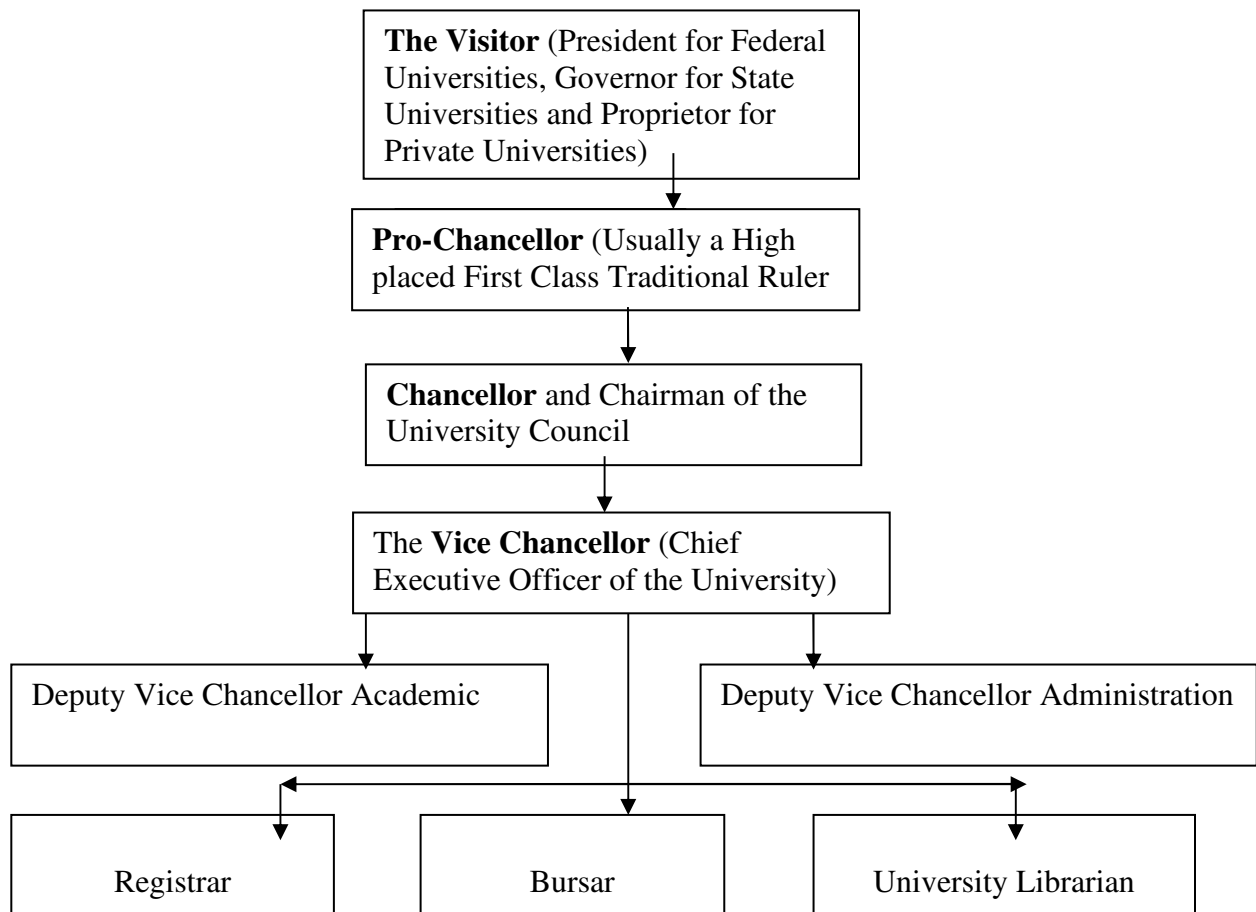 The Visitor (President for Federal
Universities, Governor for State
Universities and Proprietor for
Private Universities)
Pro-Chancellor (Usually a High
placed First Class Traditional Ruler
Chancellor and Chairman of the
University Council
The Vice Chancellor (Chief
Executive Officer of the University)
Deputy Vice Chancellor Academic
Deputy Vice Chancellor Administration
Registrar
Bursar
University Librarian